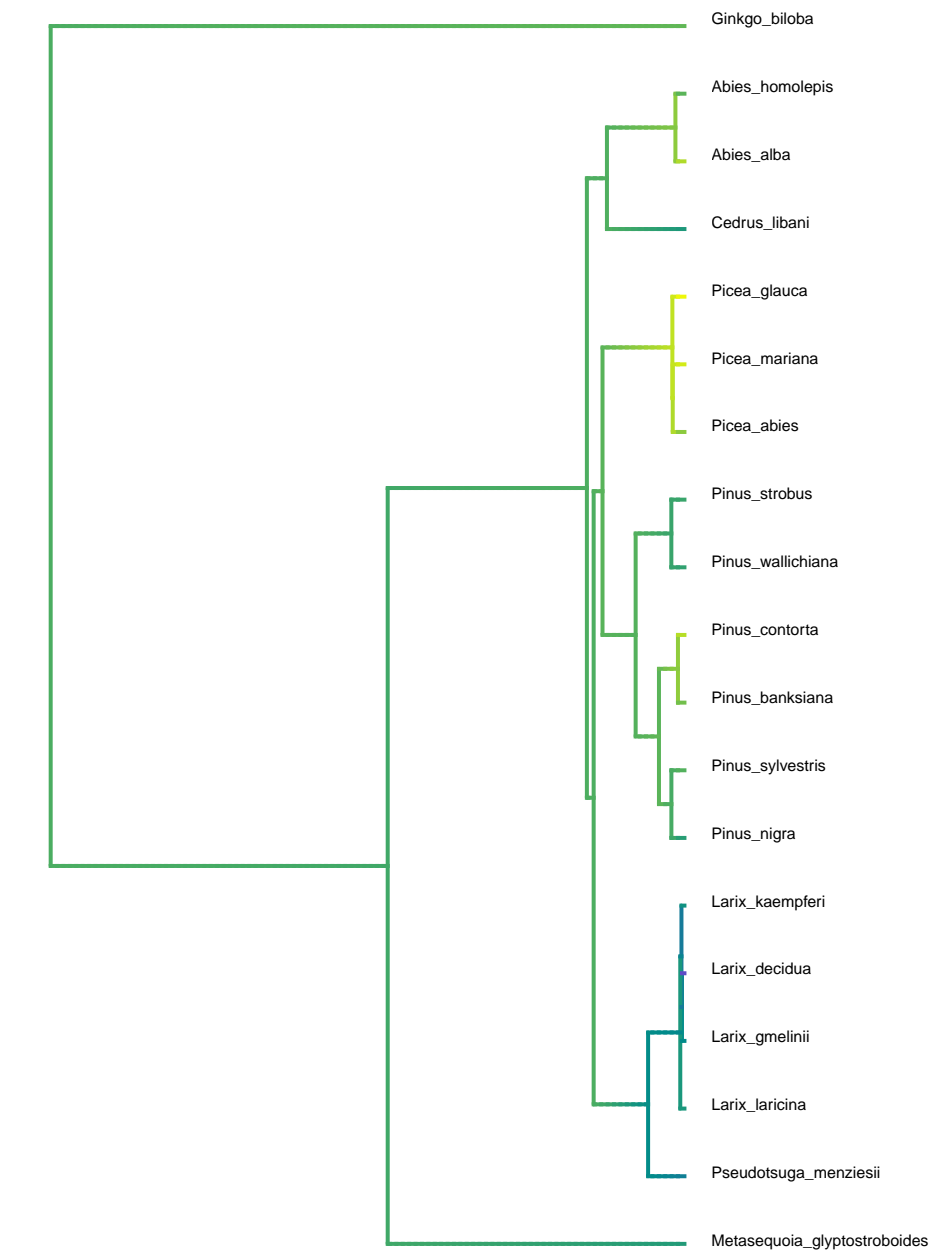 Ginkgo_biloba
Abies_homolepis
Abies_alba
Cedrus_libani
Picea_glauca
Picea_mariana
Picea_abies
Pinus_strobus
Pinus_wallichiana
Pinus_contorta
Pinus_banksiana
Pinus_sylvestris
Pinus_nigra
Larix_kaempferi
Larix_decidua
Larix_gmelinii
Larix_laricina
Pseudotsuga_menziesii
Metasequoia_glyptostroboides